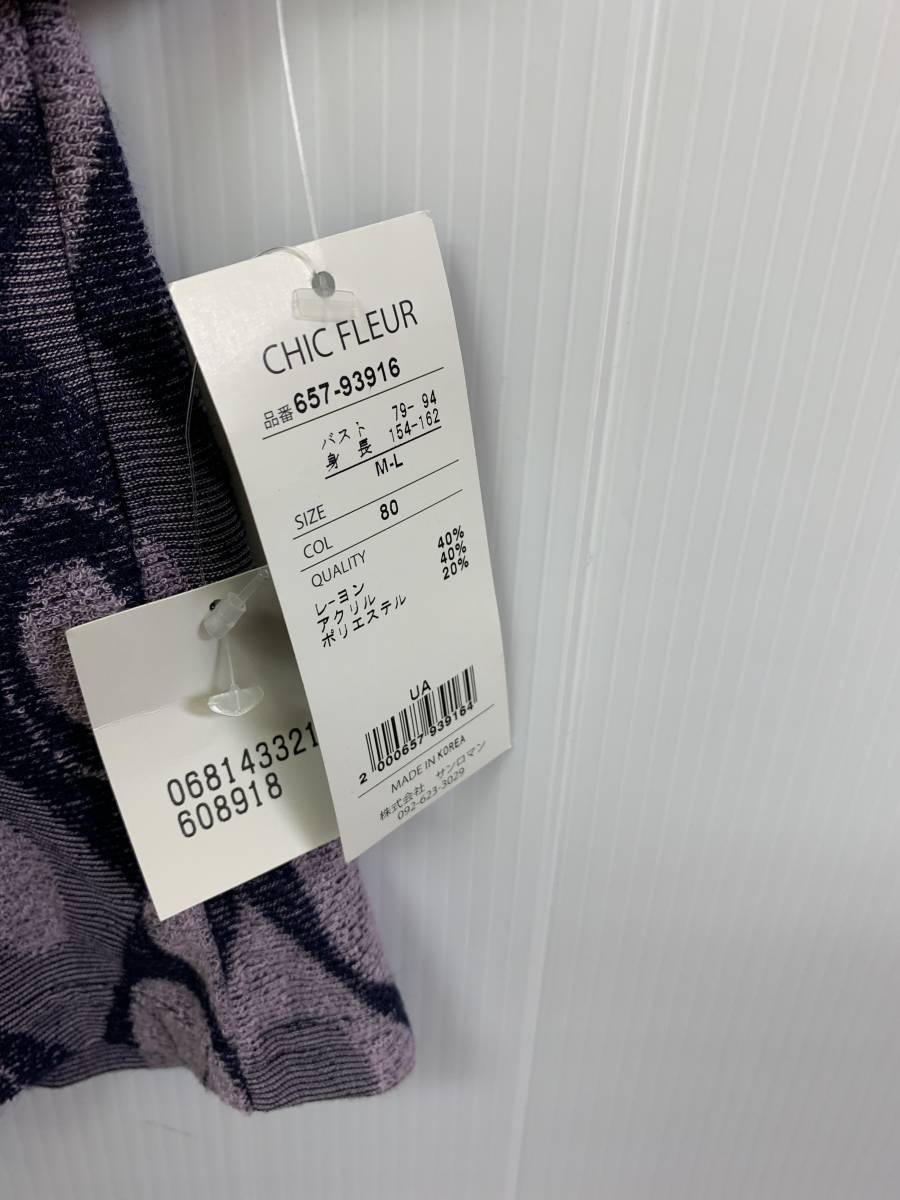 CHIC FLEUR
品番 657-93916
バスト 79- 94
身 長 154-162
SIZE M-L
COL 80
QUALITY
レーヨン 40%
アクリル 40%
ポリエステル 20%
UA
2 000657 939164
MADE IN KOREA
株式会社 サンロマン
092-623-3029
0681433321
608918